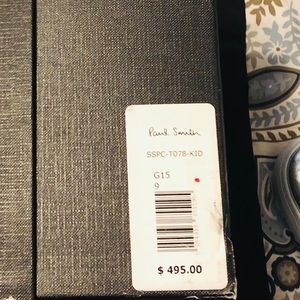 Paul Smith
SSPC-T078-KID
G15
9
$ 495.00